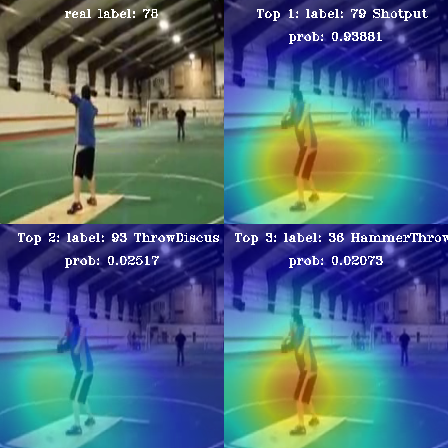 real label: 78
Top 1: label: 79 Shotput
prob: 0.93881
Top 2: label: 93 ThrowDiscus
prob: 0.02517
Top 3: label: 36 HammerThrow
prob: 0.02073